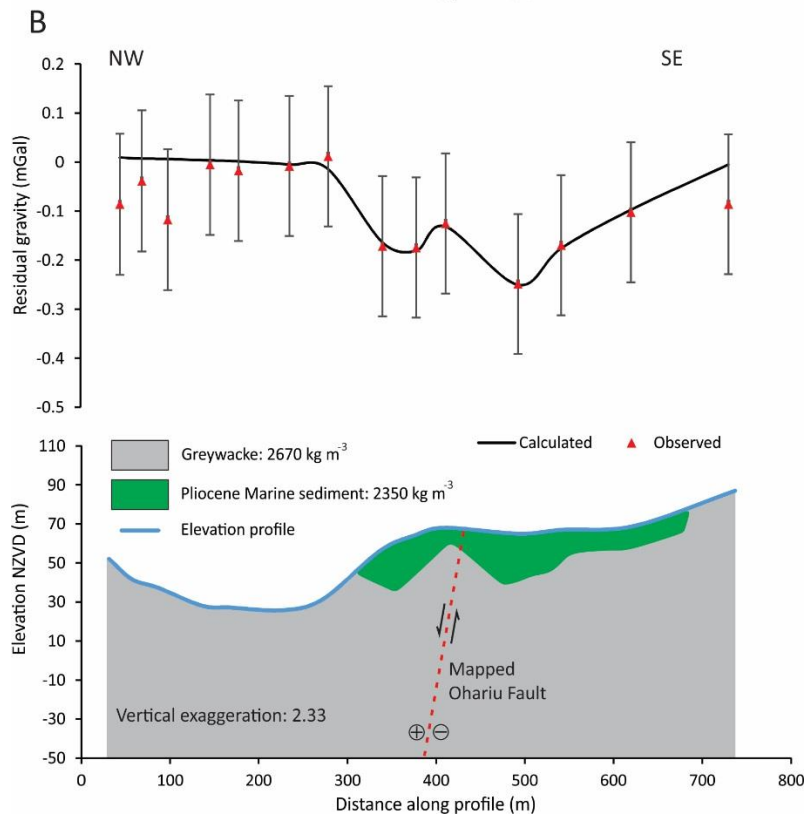 B
NW
SE
0.2
0.1
0
-0.1
-0.2
-0.3
-0.4
-0.5
Residual gravity (mGal)
Calculated
Observed
Greywacke: 2670 kg m⁻³
Pliocene Marine sediment: 2350 kg m⁻³
Elevation profile
110
90
70
50
30
10
-10
-30
-50
Elevation NZVD (m)
Mapped
Ohariu Fault
Vertical exaggeration: 2.33
+ −
0 100 200 300 400 500 600 700 800
Distance along profile (m)